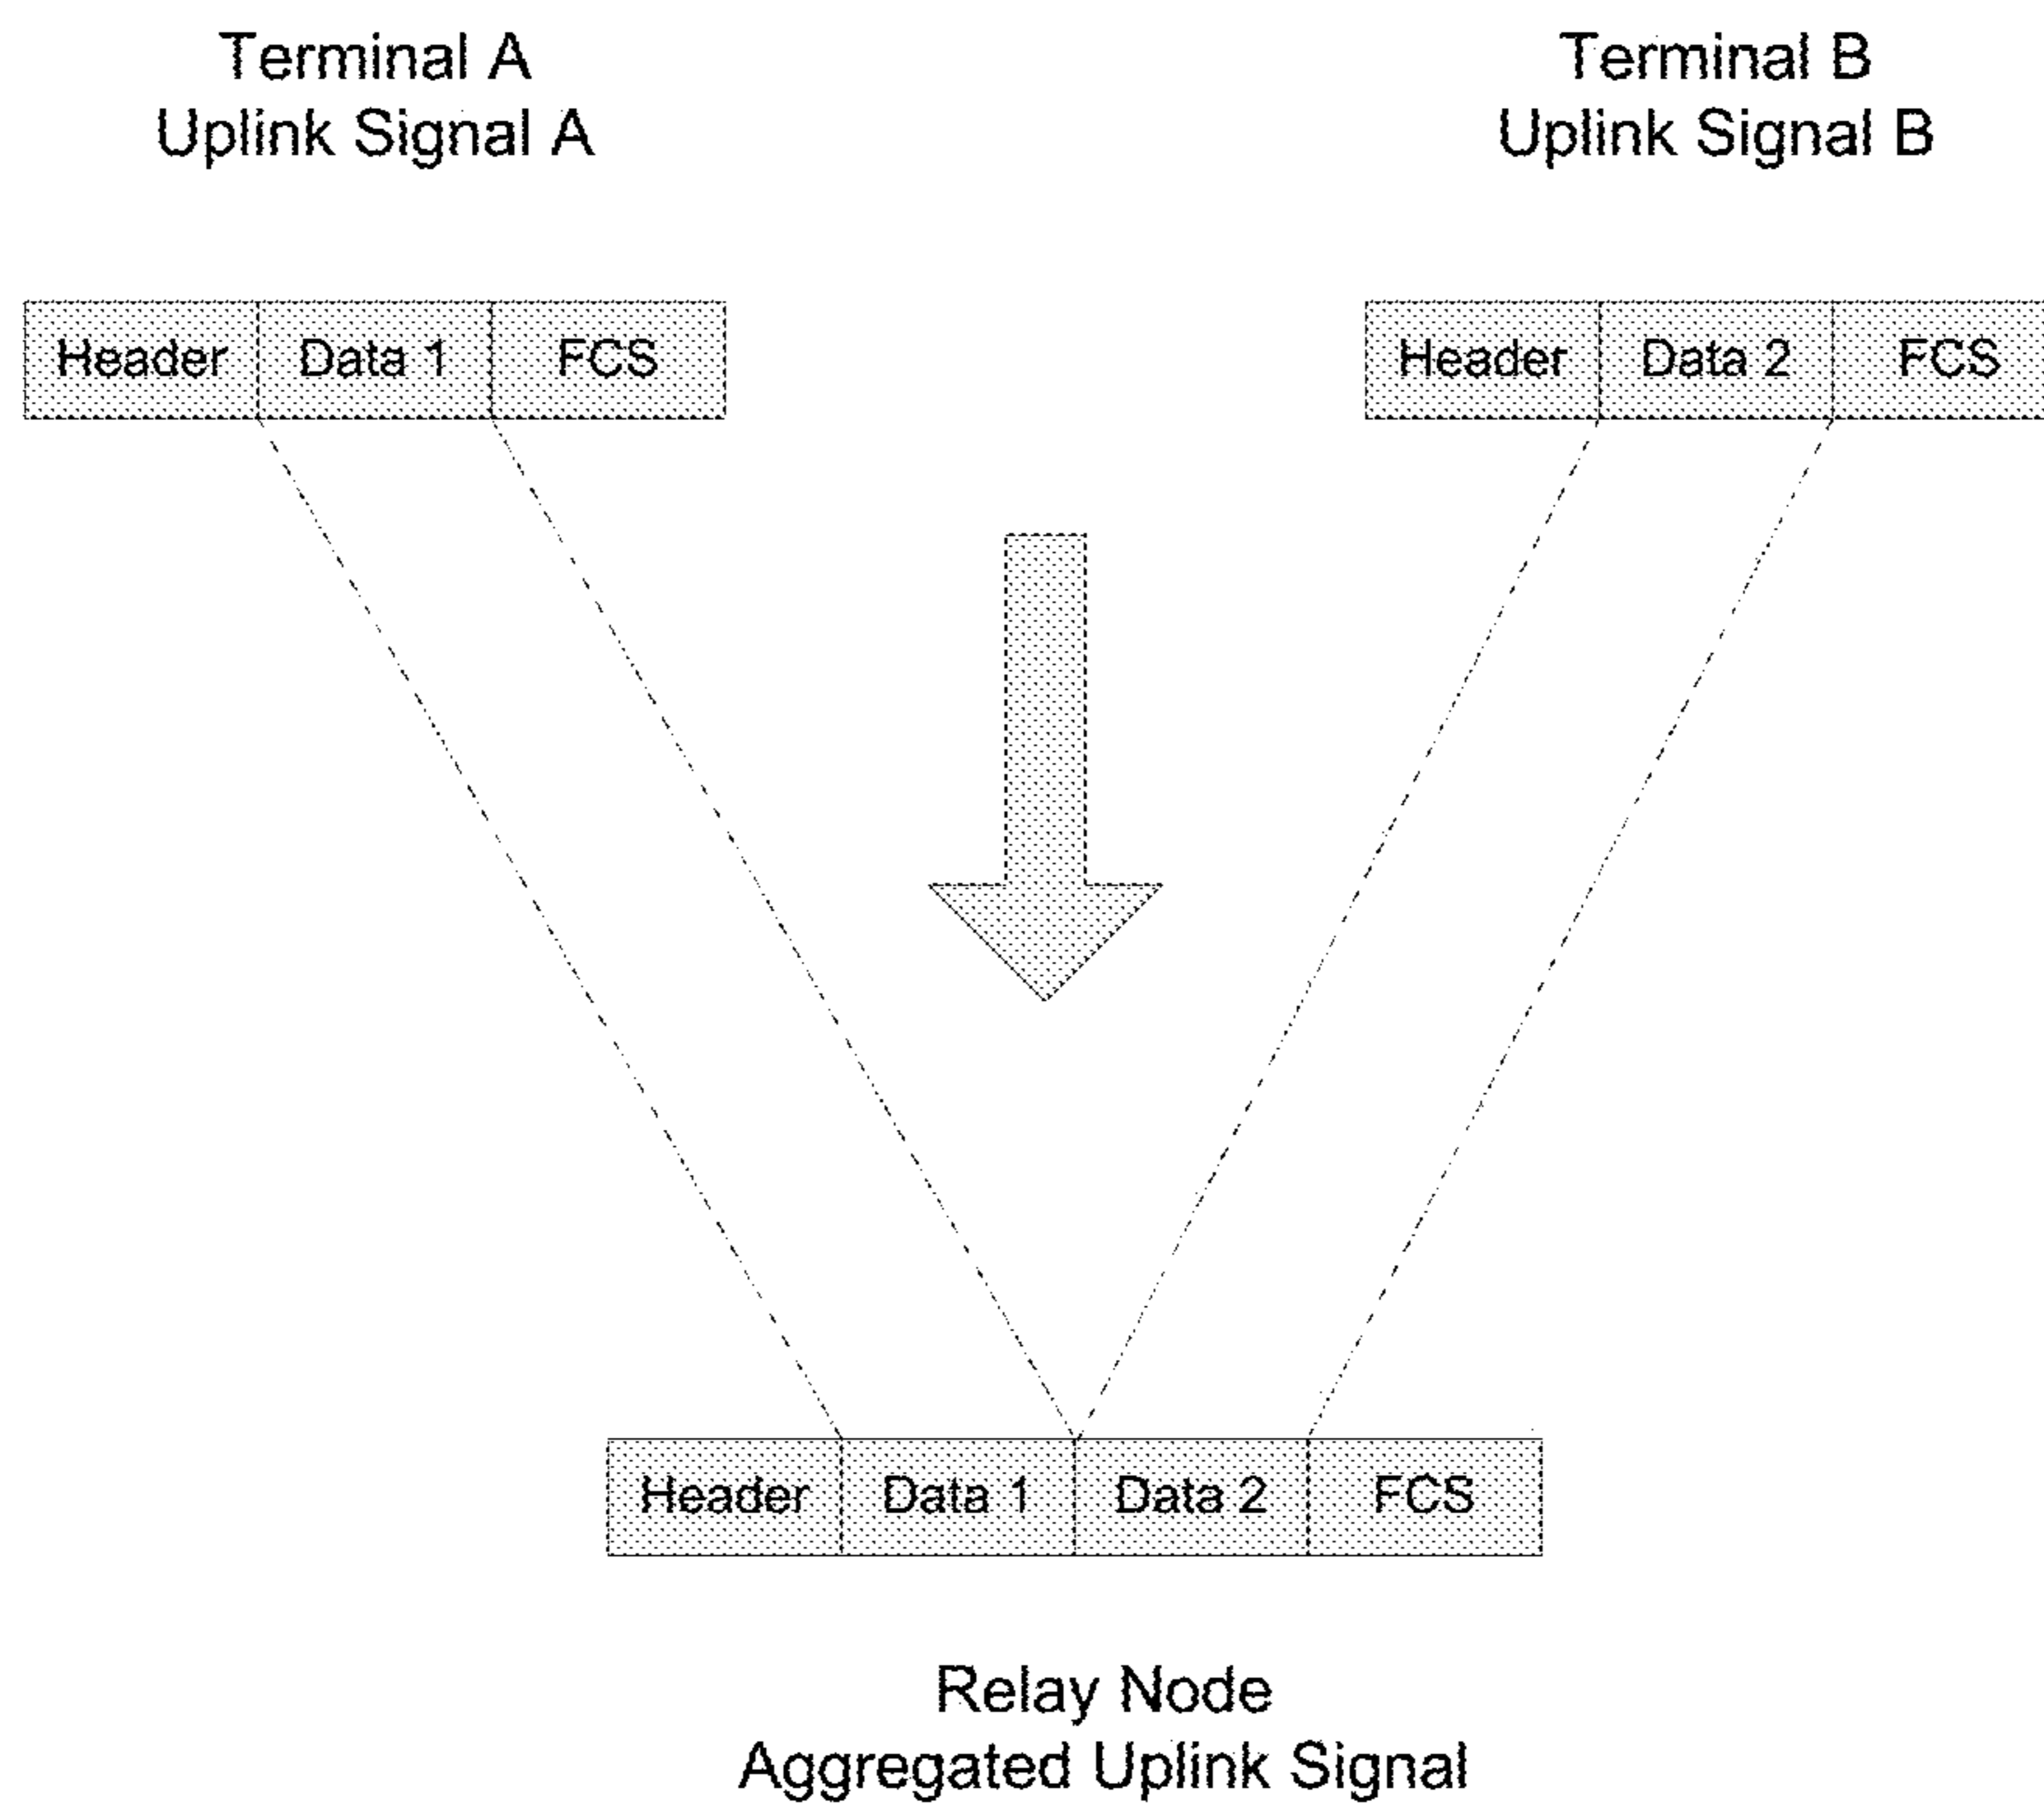 Terminal A
Uplink Signal A
Terminal B
Uplink Signal B
Header Data 1 FCS
Header Data 2 FCS
Header Data 1 Data 2 FCS
Relay Node
Aggregated Uplink Signal